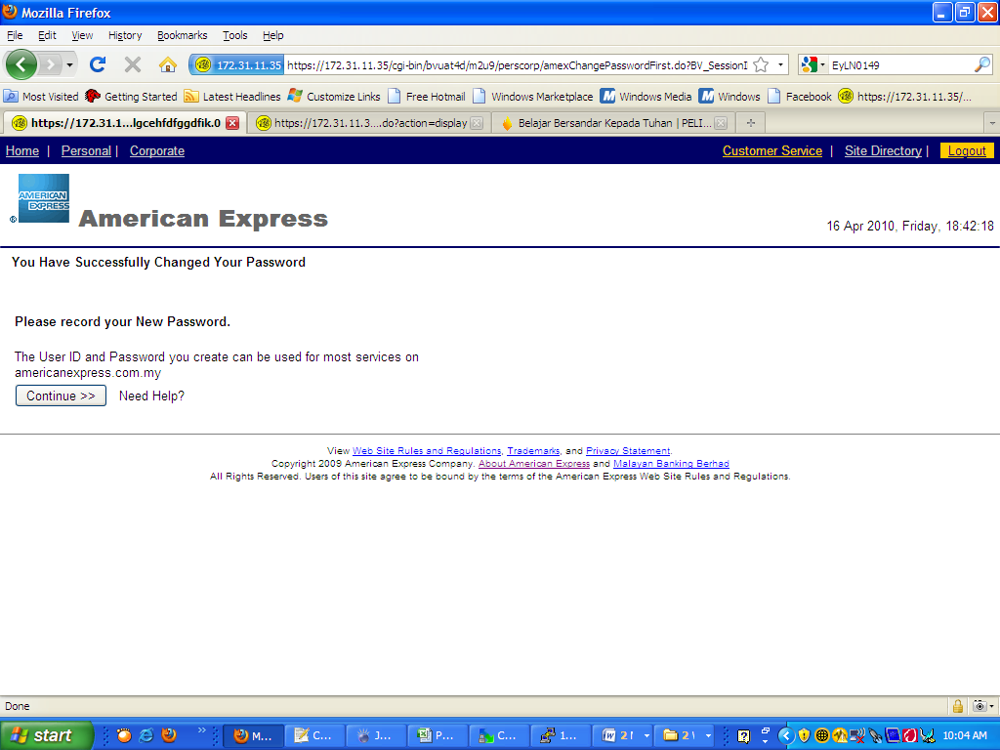 Mozilla Firefox
File Edit View History Bookmarks Tools Help
172.31.11.35 https://172.31.11.35/cgi-bin/bvuat4d/m2u9/perscorp/amexChangePasswordFirst.do?BV_SessionI EyLN0149
Most Visited Getting Started Latest Headlines Customize Links Free Hotmail Windows Marketplace Windows Media Windows Facebook https://172.31.11.35/...
https://172.31.1...lgcehfdfggdfik.0 https://172.31.11.3....do?action=display Belajar Bersandar Kepada Tuhan | PELI...
Home | Personal | Corporate Customer Service | Site Directory | Logout
AMERICAN
EXPRESS
® American Express
16 Apr 2010, Friday, 18:42:18
You Have Successfully Changed Your Password
Please record your New Password.
The User ID and Password you create can be used for most services on
americanexpress.com.my
Continue >> Need Help?
View Web Site Rules and Regulations, Trademarks, and Privacy Statement.
Copyright 2009 American Express Company. About American Express and Malayan Banking Berhad
All Rights Reserved. Users of this site agree to be bound by the terms of the American Express Web Site Rules and Regulations.
Done
start M... C... J... P... C... 1... 2 1 2 \ 10:04 AM